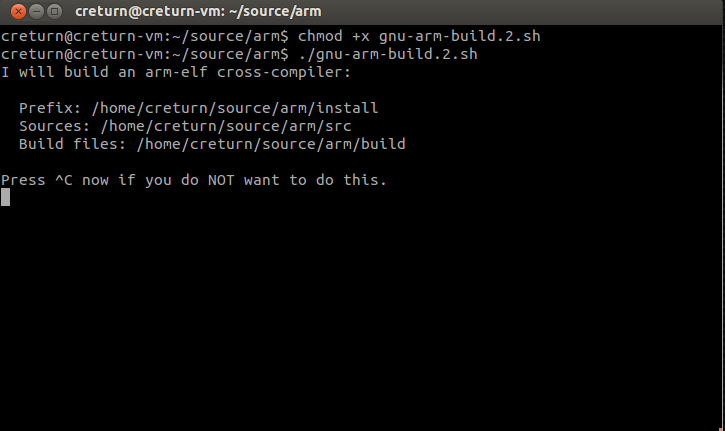 creturn@creturn-vm: ~/source/arm
creturn@creturn-vm:~/source/arm$ chmod +x gnu-arm-build.2.sh
creturn@creturn-vm:~/source/arm$ ./gnu-arm-build.2.sh
I will build an arm-elf cross-compiler:
Prefix: /home/creturn/source/arm/install
Sources: /home/creturn/source/arm/src
Build files: /home/creturn/source/arm/build
Press ^C now if you do NOT want to do this.